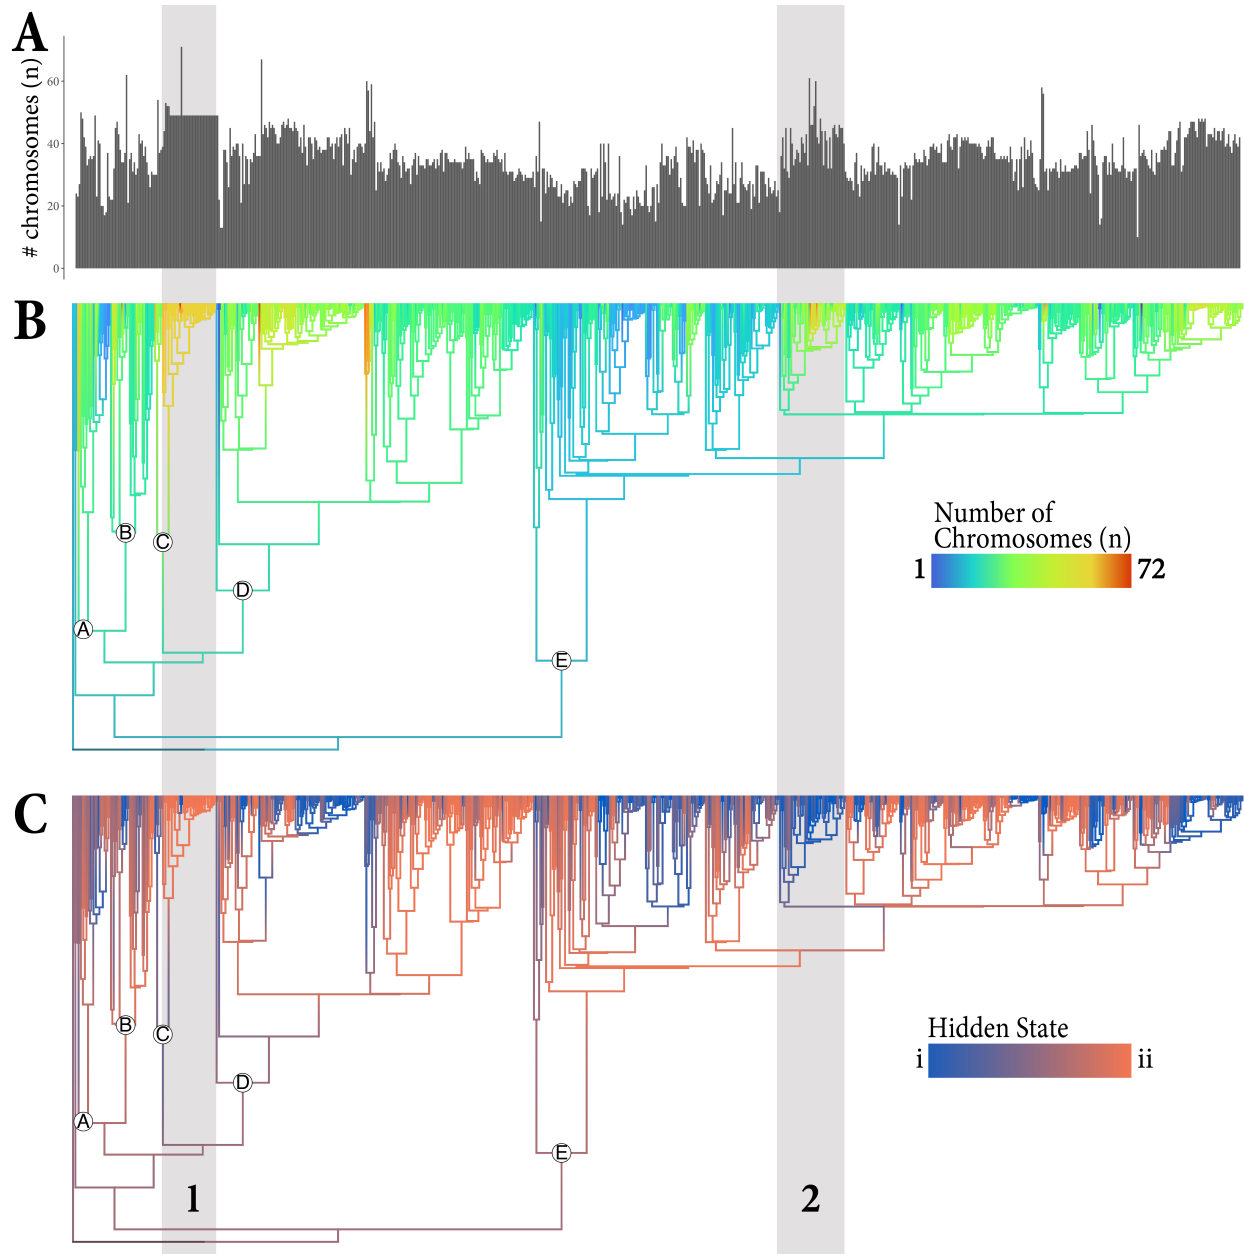 A
# chromosomes (n)
60
40
20
0
B
B
C
D
A
E
Number of
Chromosomes (n)
1 72
C
B
C
D
A
E
Hidden State
i ii
1 2